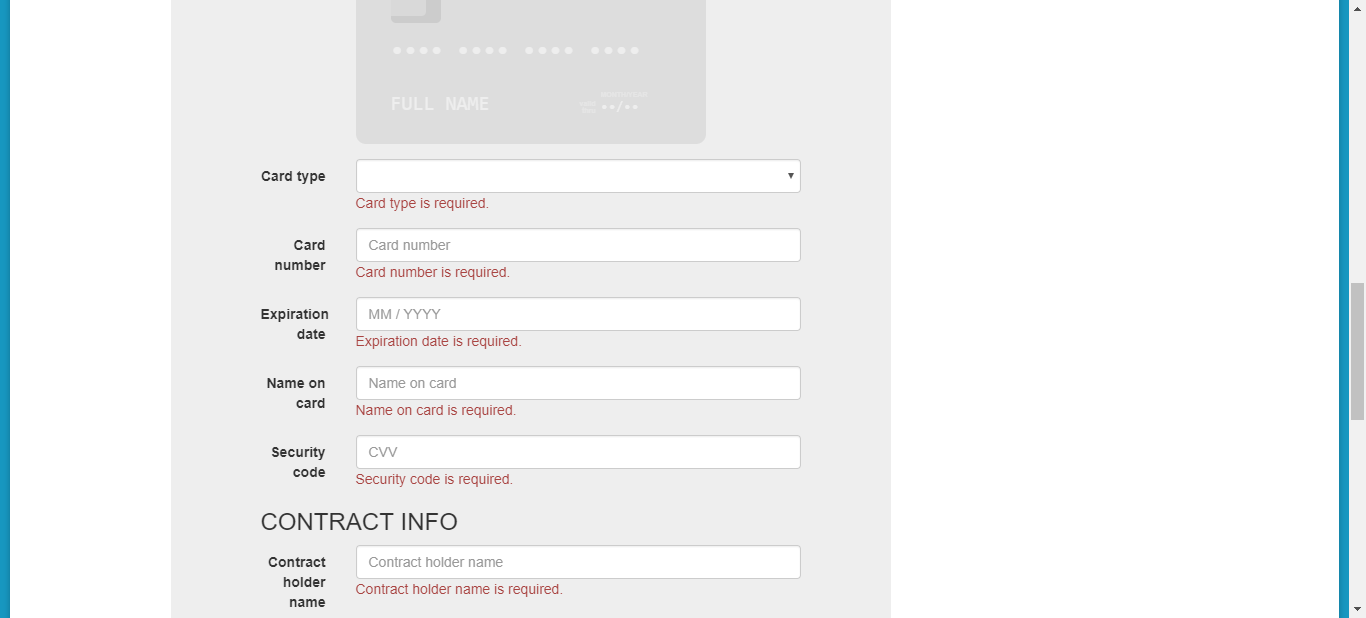 •••• •••• •••• ••••
FULL NAME
••/••
Card type
Card type is required.
Card number
Card
number
Card number is required.
Expiration
date
MM / YYYY
Expiration date is required.
Name on
card
Name on card
Name on card is required.
Security
code
CVV
Security code is required.
CONTRACT INFO
Contract
holder
name
Contract holder name
Contract holder name is required.